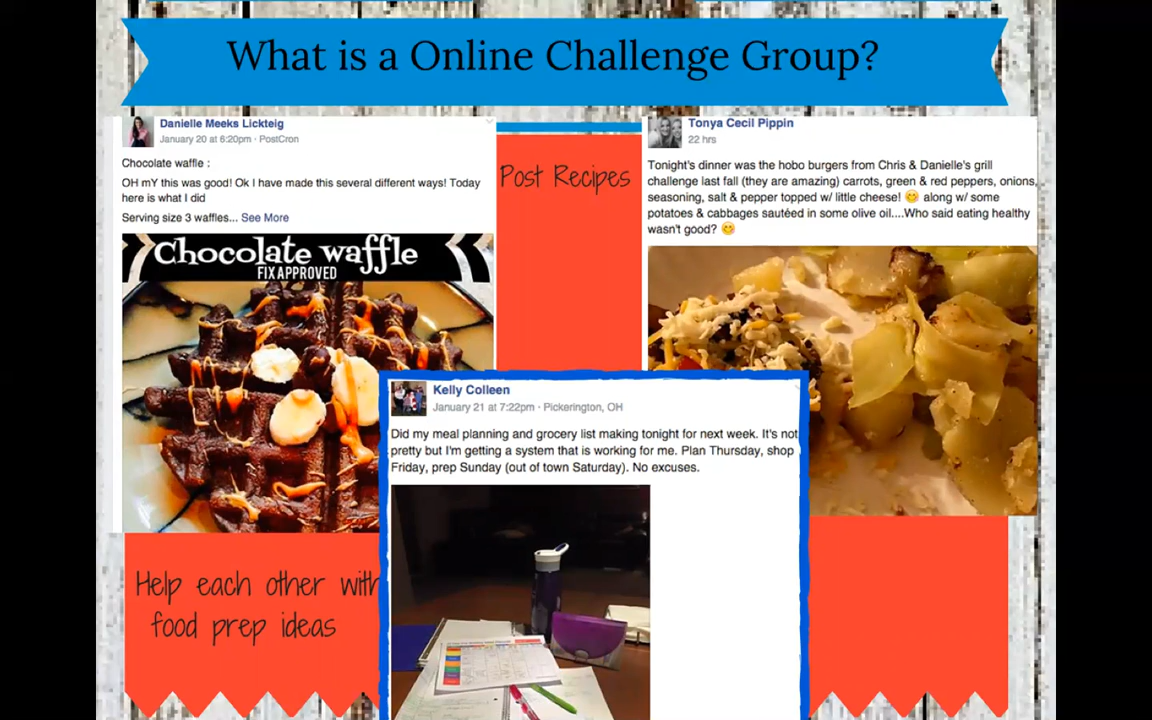 What is a Online Challenge Group?
Danielle Meeks Lickteig
January 20 at 6:20pm · PostCron
Chocolate waffle :
OH mY this was good! Ok I have made this several different ways! Today
here is what I did
Serving size 3 waffles... See More
Chocolate waffle
FIX APPROVED
Post Recipes
Tonya Cecil Pippin
22 hrs
Tonight's dinner was the hobo burgers from Chris & Danielle's grill
challenge last fall (they are amazing) carrots, green & red peppers, onions,
seasoning, salt & pepper topped w/ little cheese! 😋 along w/ some
potatoes & cabbages sautéed in some olive oil....Who said eating healthy
wasn't good? 😋
Kelly Colleen
January 21 at 7:22pm · Pickerington, OH
Did my meal planning and grocery list making tonight for next week. It's not
pretty but I'm getting a system that is working for me. Plan Thursday, shop
Friday, prep Sunday (out of town Saturday). No excuses.
Help each other with
food prep ideas